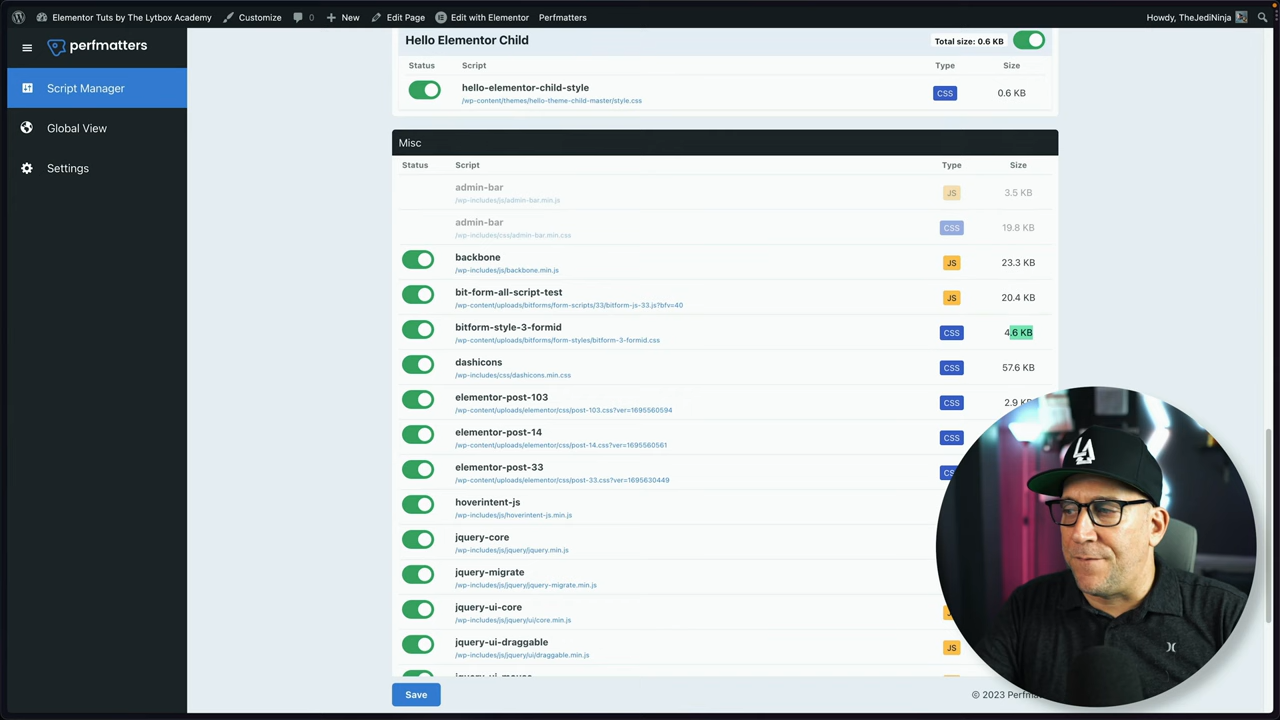 Elementor Tuts by The Lytbox Academy Customize 0 New Edit Page Edit with Elementor Perfmatters Howdy, TheJediNinja
perfmatters
Script Manager
Global View
Settings
Hello Elementor Child Total size: 0.6 KB
Status Script Type Size
hello-elementor-child-style CSS 0.6 KB
/wp-content/themes/hello-theme-child-master/style.css
Misc
Status Script Type Size
admin-bar JS 3.5 KB
/wp-includes/js/admin-bar.min.js
admin-bar CSS 19.8 KB
/wp-includes/css/admin-bar.min.css
backbone JS 23.3 KB
/wp-includes/js/backbone.min.js
bit-form-all-script-test JS 20.4 KB
/wp-content/uploads/bitforms/form-scripts/33/bitform-js-33.js?bfv=40
bitform-style-3-formid CSS 4.6 KB
/wp-content/uploads/bitforms/form-styles/bitform-3-formid.css
dashicons CSS 57.6 KB
/wp-includes/css/dashicons.min.css
elementor-post-103 CSS 2.9 KB
/wp-content/uploads/elementor/css/post-103.css?ver=1695560594
elementor-post-14 CSS
/wp-content/uploads/elementor/css/post-14.css?ver=1695560561
elementor-post-33
/wp-content/uploads/elementor/css/post-33.css?ver=1695630449
hoverintent-js
/wp-includes/js/hoverintent-js.min.js
jquery-core
/wp-includes/js/jquery/jquery.min.js
jquery-migrate
/wp-includes/js/jquery/jquery-migrate.min.js
jquery-ui-core
/wp-includes/js/jquery/ui/core.min.js
jquery-ui-draggable JS
/wp-includes/js/jquery/ui/draggable.min.js
Save © 2023